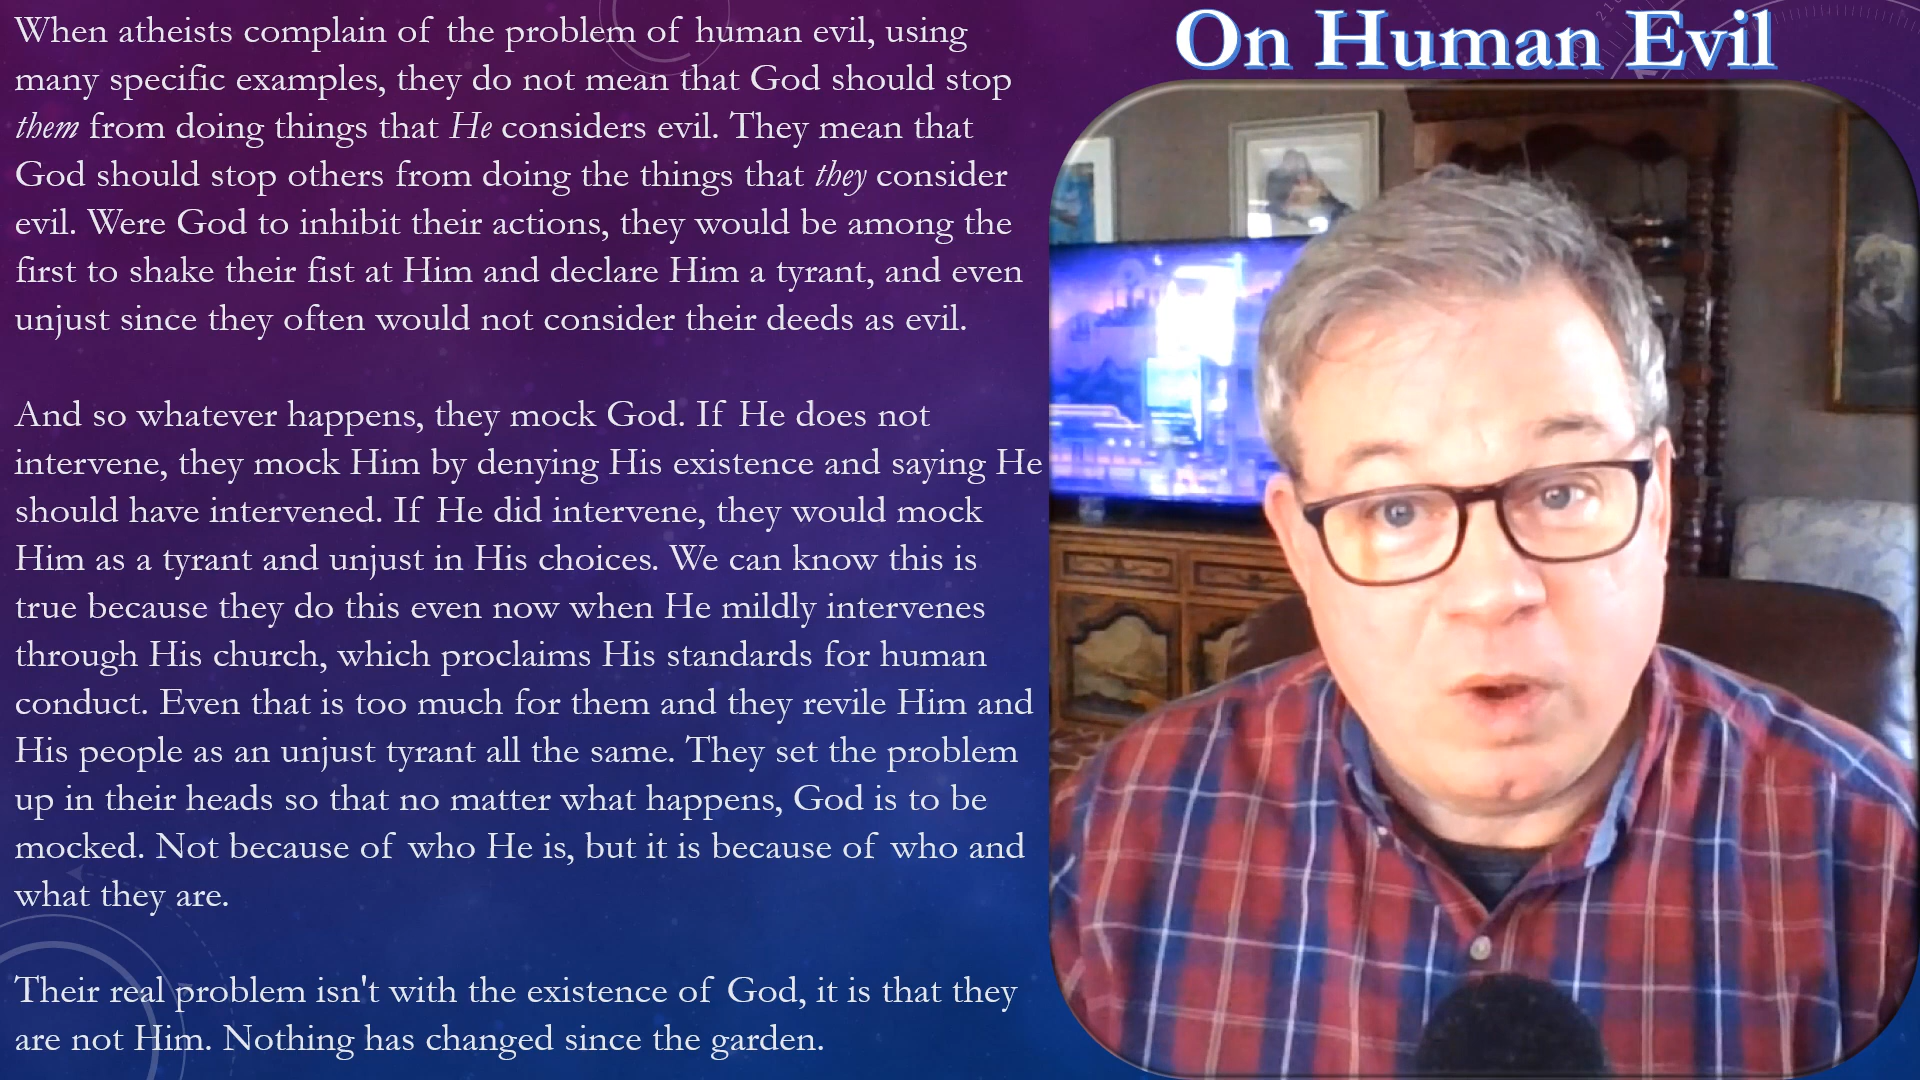 On Human Evil
When atheists complain of the problem of human evil, using
many specific examples, they do not mean that God should stop
them from doing things that He considers evil. They mean that
God should stop others from doing the things that they consider
evil. Were God to inhibit their actions, they would be among the
first to shake their fist at Him and declare Him a tyrant, and even
unjust since they often would not consider their deeds as evil.
And so whatever happens, they mock God. If He does not
intervene, they mock Him by denying His existence and saying He
should have intervened. If He did intervene, they would mock
Him as a tyrant and unjust in His choices. We can know this is
true because they do this even now when He mildly intervenes
through His church, which proclaims His standards for human
conduct. Even that is too much for them and they revile Him and
His people as an unjust tyrant all the same. They set the problem
up in their heads so that no matter what happens, God is to be
mocked. Not because of who He is, but it is because of who and
what they are.
Their real problem isn't with the existence of God, it is that they
are not Him. Nothing has changed since the garden.